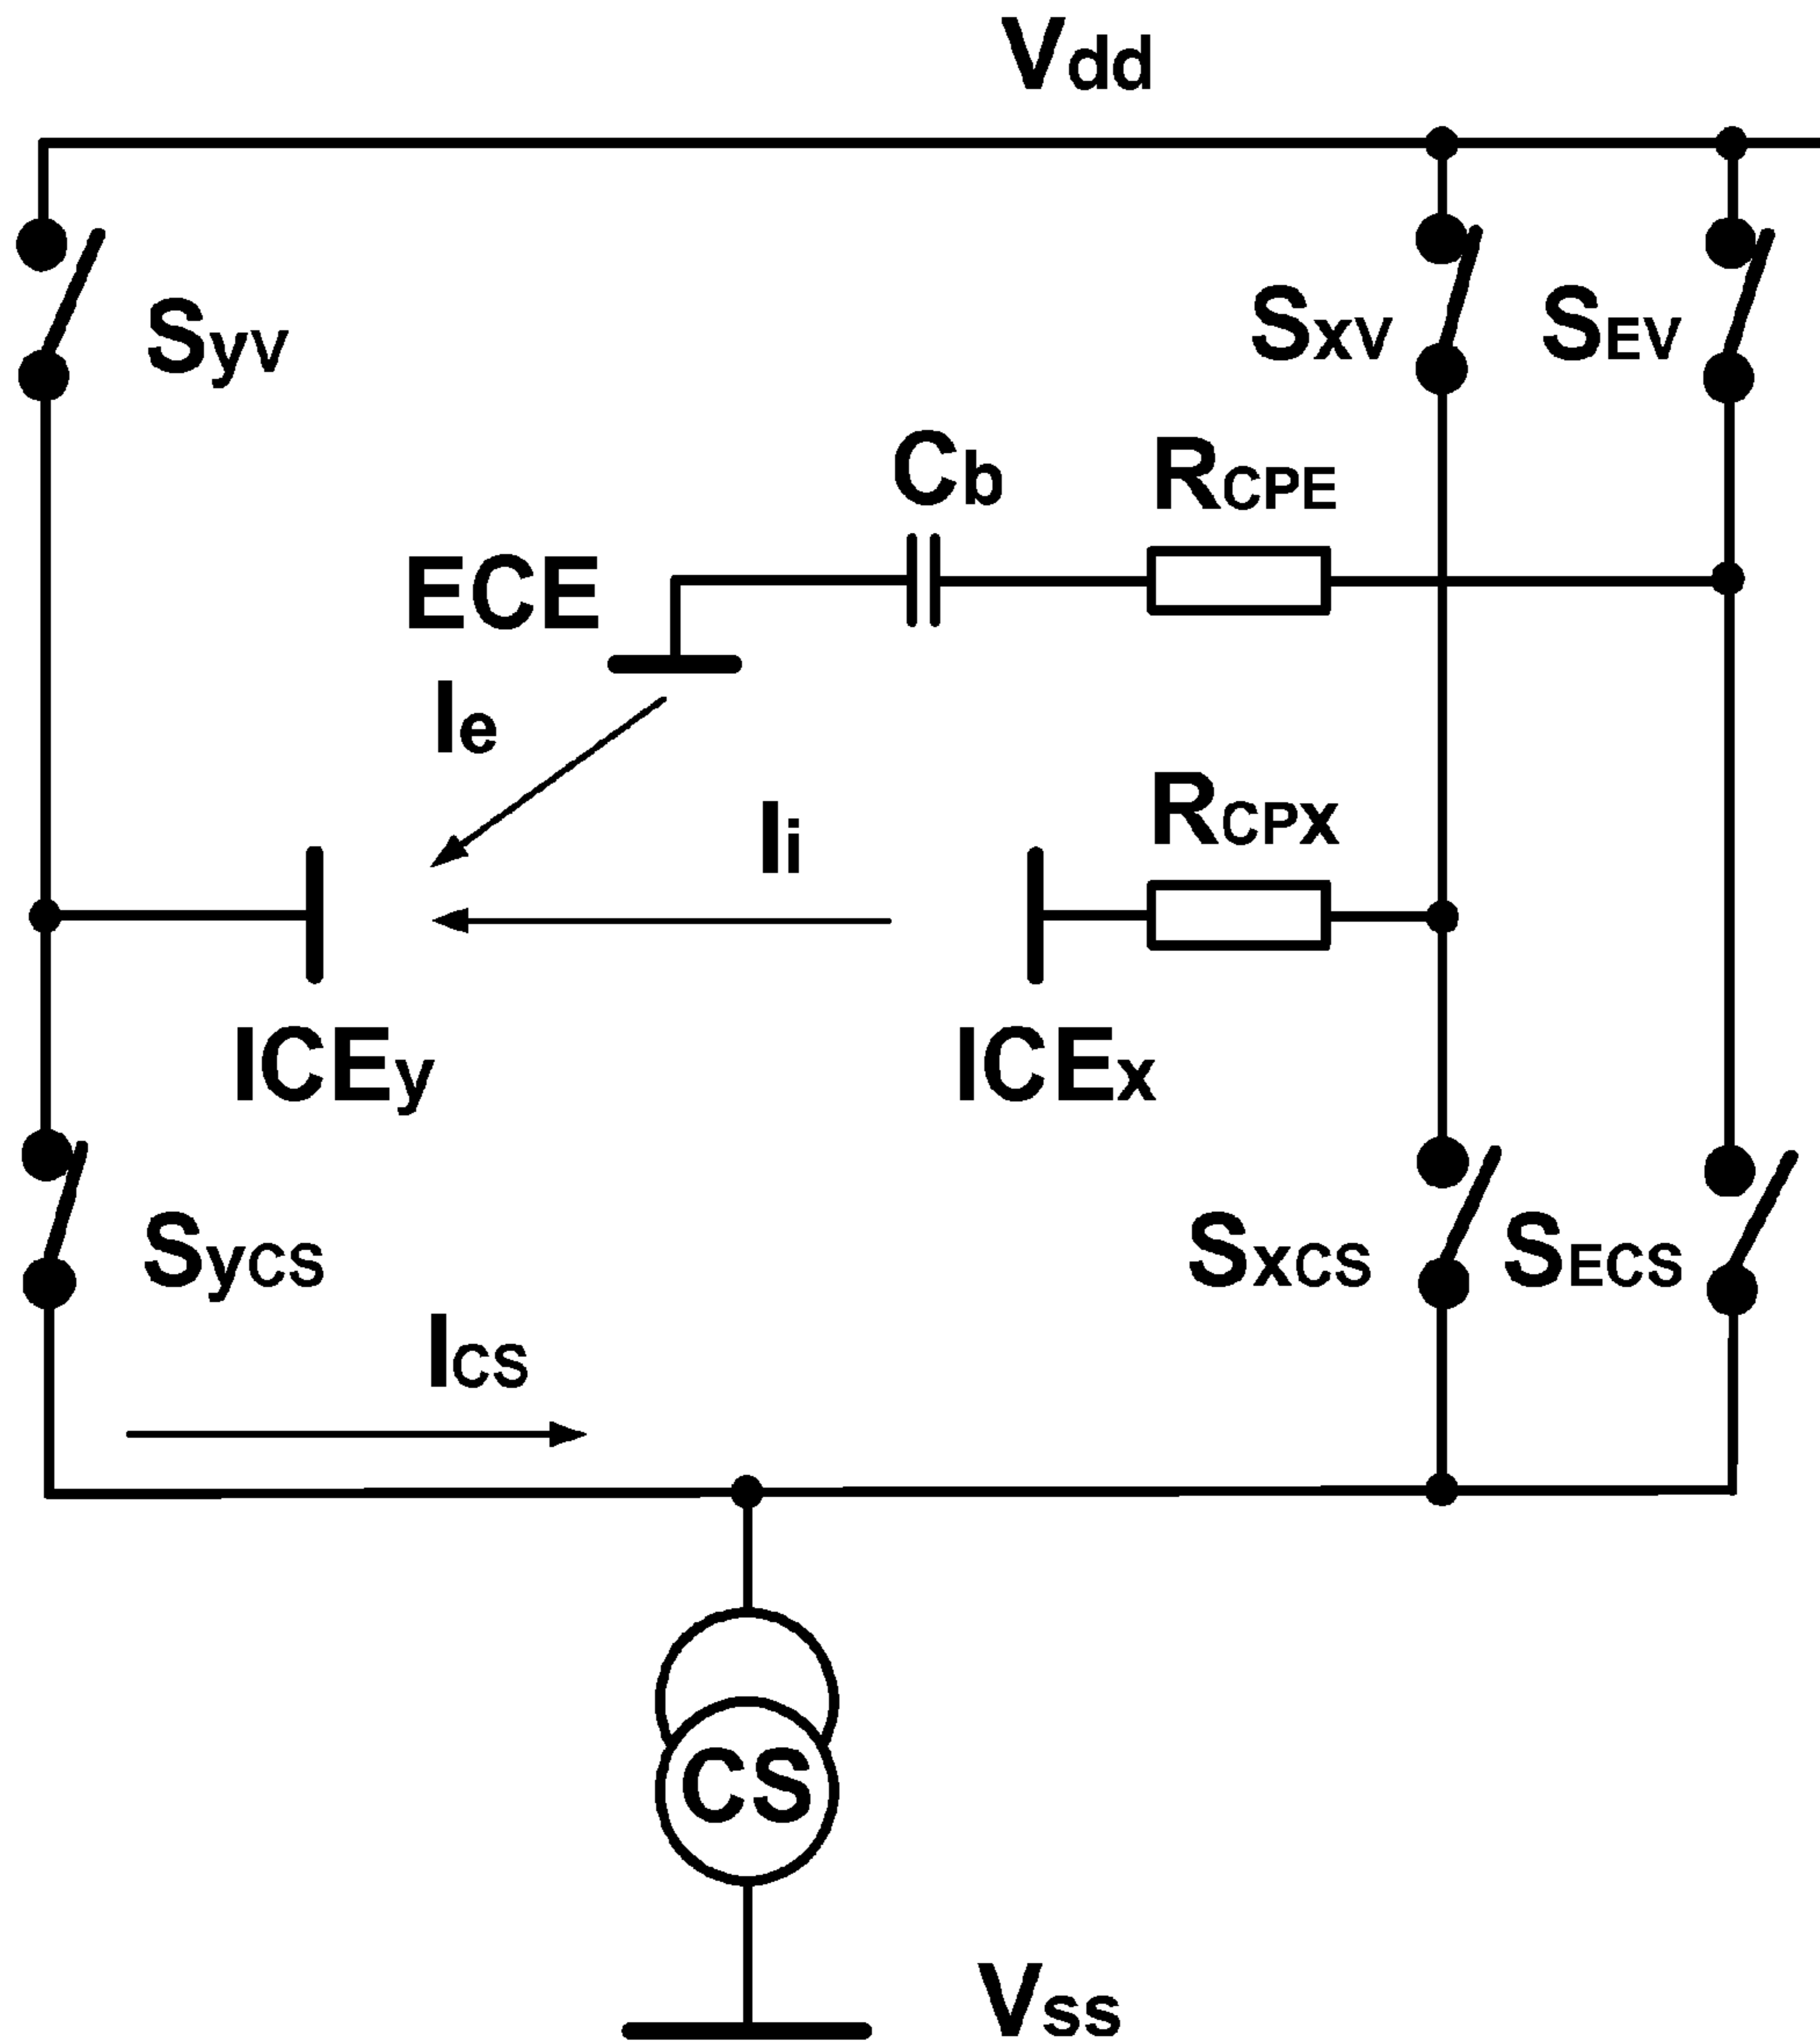 Vdd
Syv
Sxv
SEV
Cb
RCPE
ECE
Ie
Ii
RCPx
ICEy
ICEx
SyCS
SxCS
SECS
ICS
CS
Vss